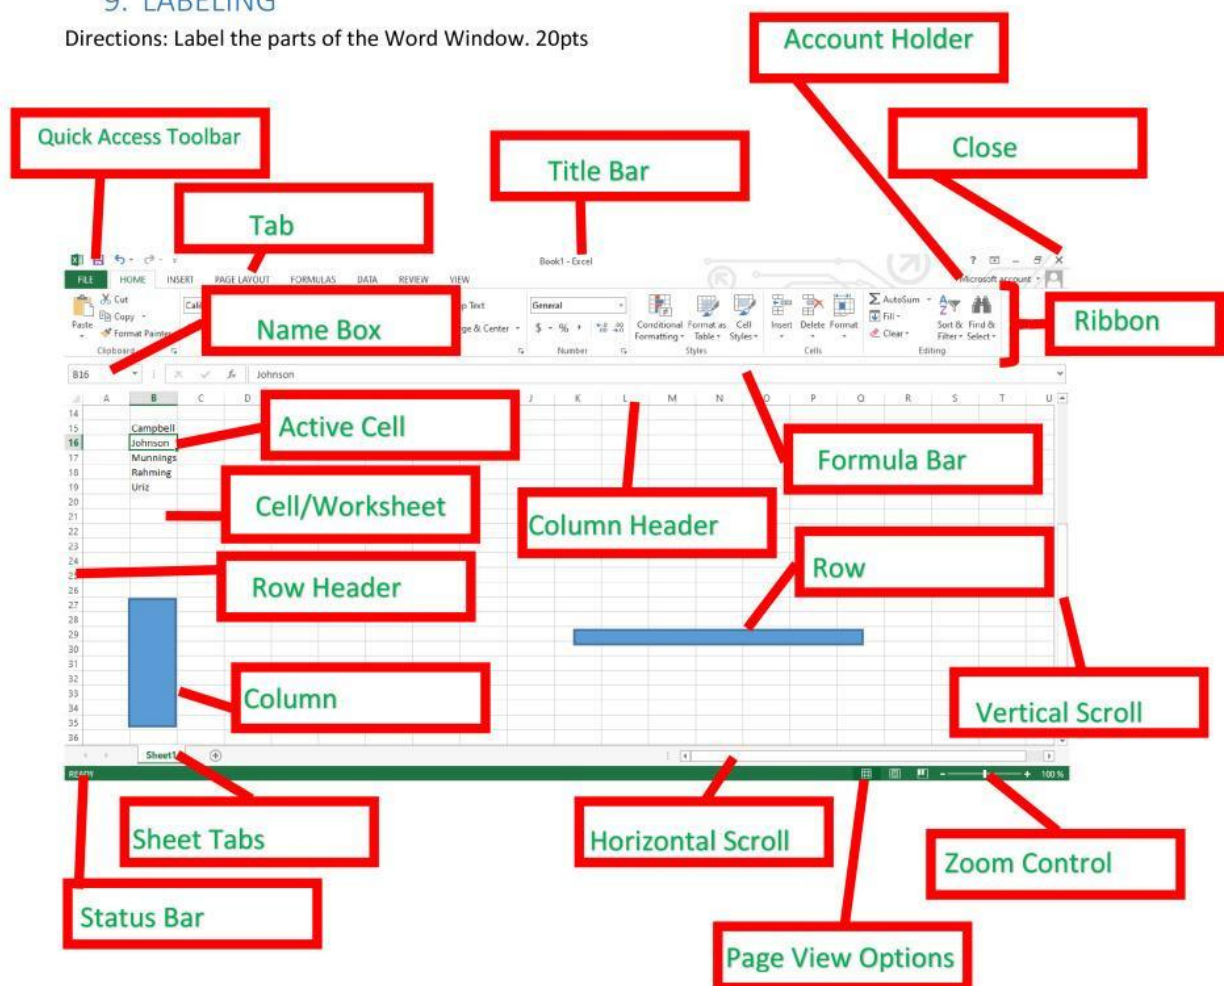 9. LABELING
Directions: Label the parts of the Word Window. 20pts
Account Holder
Quick Access Toolbar
Close
Title Bar
Tab
Book1 - Excel
FILE HOME INSERT PAGE LAYOUT FORMULAS DATA REVIEW VIEW
Microsoft account
Cut
Copy
Format Painter
Paste
Clipboard
Name Box
Text
General
$ - % ,
Number
Conditional Formatting
Format as Table
Cell Styles
Styles
Insert Delete Format
Cells
AutoSum
Fill
Clear
Sort & Filter
Find & Select
Editing
Ribbon
B16 fx Johnson
A B C D J K L M N O P Q R S T U
14
15 Campbell
16 Johnson
17 Munnings
18 Rahming
19 Uriz
20
21
22
23
24
25
26
27
28
29
30
31
32
33
34
35
36
Active Cell
Formula Bar
Cell/Worksheet
Column Header
Row Header
Row
Column
Vertical Scroll
Sheet1
READY
100 %
Sheet Tabs
Horizontal Scroll
Zoom Control
Status Bar
Page View Options